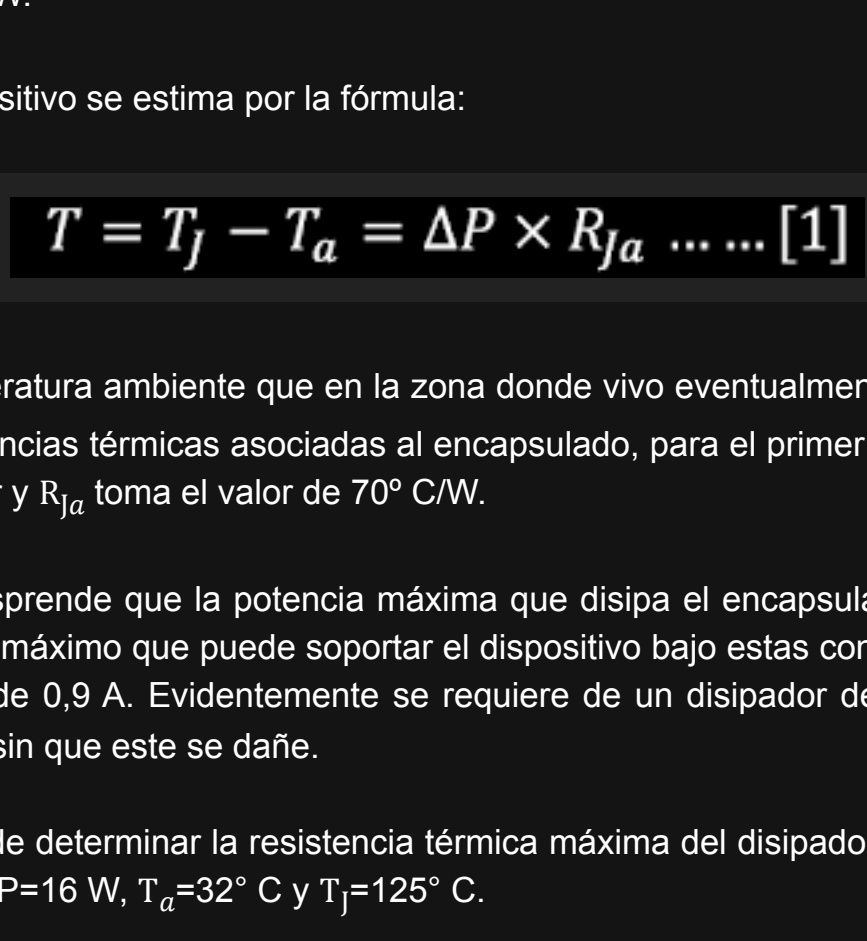 sitivo se estima por la fórmula:
T = T_J − T_a = ΔP × R_Ja ... ... [1]
eratura ambiente que en la zona donde vivo eventualmen
ncias térmicas asociadas al encapsulado, para el primer
y R_Ja toma el valor de 70º C/W.
sprende que la potencia máxima que disipa el encapsula
máximo que puede soportar el dispositivo bajo estas con
de 0,9 A. Evidentemente se requiere de un disipador de
sin que este se dañe.
de determinar la resistencia térmica máxima del disipado
P=16 W, T_a=32° C y T_J=125° C.